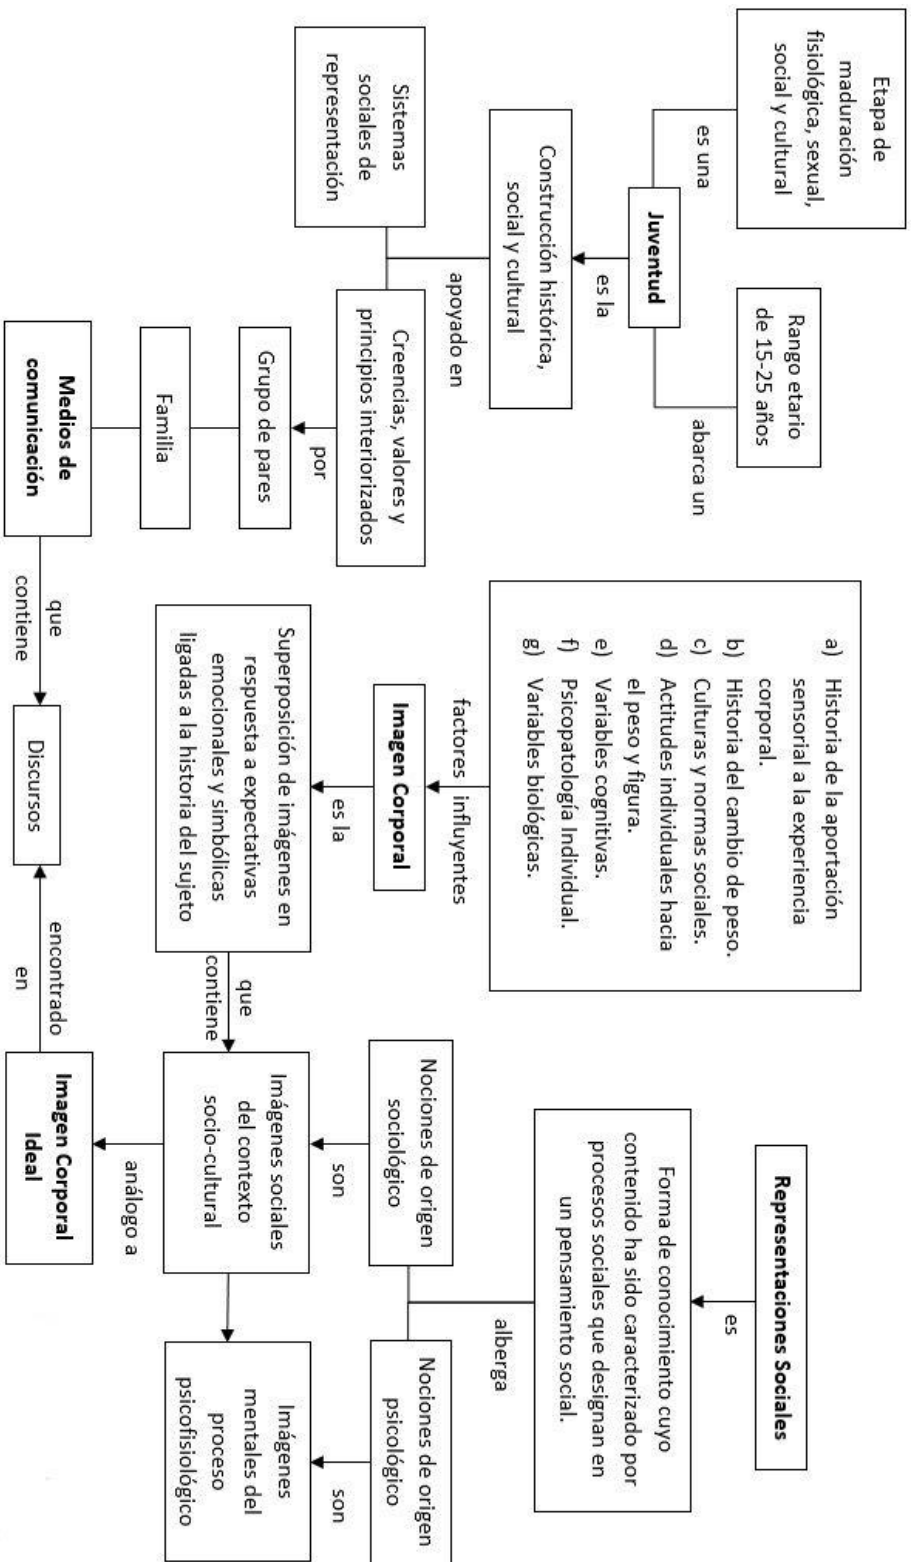 Etapa de
maduración
fisiológica, sexual,
social y cultural
es una
Rango etario
de 15-25 años
abarca un
Juventud
es la
Construcción histórica,
social y cultural
apoyado en
Sistemas
sociales de
representación
Creencias, valores y
principios interiorizados
por
Grupo de pares
Familia
Medios de
comunicación
que
contiene
Discursos
a) Historia de la aportación
sensorial a la experiencia
corporal.
b) Historia del cambio de peso.
c) Culturas y normas sociales.
d) Actitudes individuales hacia
el peso y figura.
e) Variables cognitivas.
f) Psicopatología Individual.
g) Variables biológicas.
factores influyentes
Imagen Corporal
es la
Superposición de imágenes en
respuesta a expectativas
emocionales y simbólicas
ligadas a la historia del sujeto
que
contiene
Representaciones Sociales
es
Forma de conocimiento cuyo
contenido ha sido caracterizado por
procesos sociales que designan en
un pensamiento social.
alberga
Nociones de origen
sociológico
son
Nociones de origen
psicológico
son
Imágenes sociales
del contexto
socio-cultural
Imágenes
mentales del
proceso
psicofisiológico
análogo a
Imagen Corporal
Ideal
encontrado
en